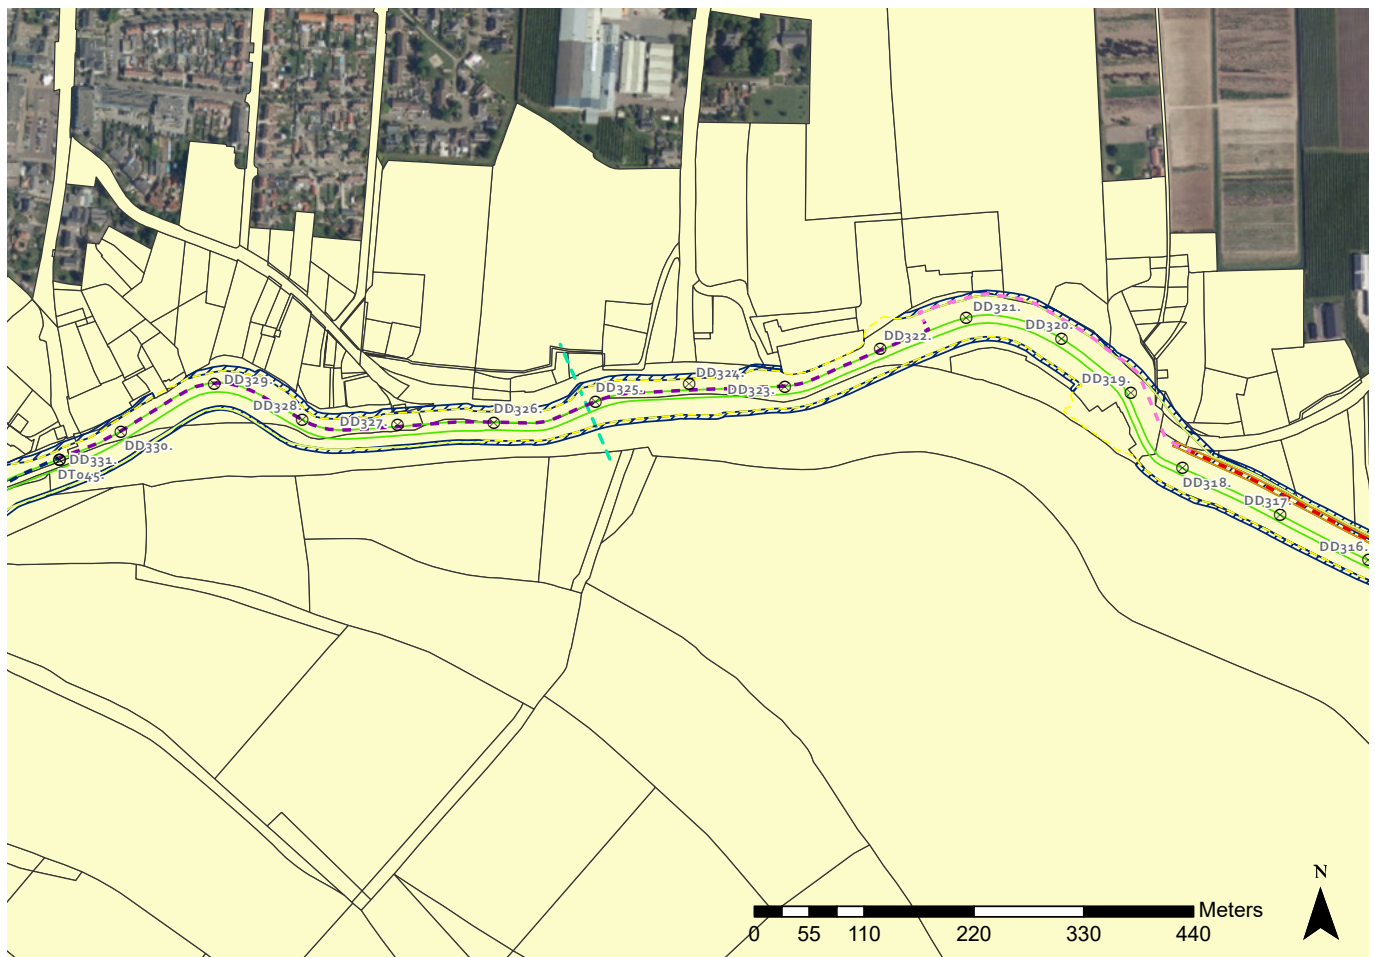 DD321.
DD320.
DD322.
DD319.
DD324.
DD323.
DD329.
DD325.
DD328.
DD326.
DD327.
DD330.
DD331.
DT045.
DD318.
DD317.
DD316.
N
Meters
0 55 110 220 330 440